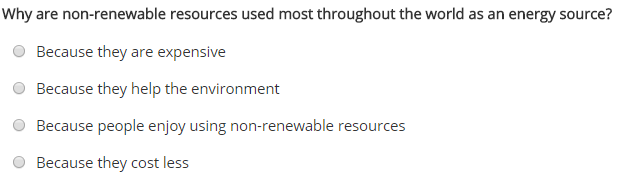 Why are non-renewable resources used most throughout the world as an energy source?
Because they are expensive
Because they help the environment
Because people enjoy using non-renewable resources
Because they cost less